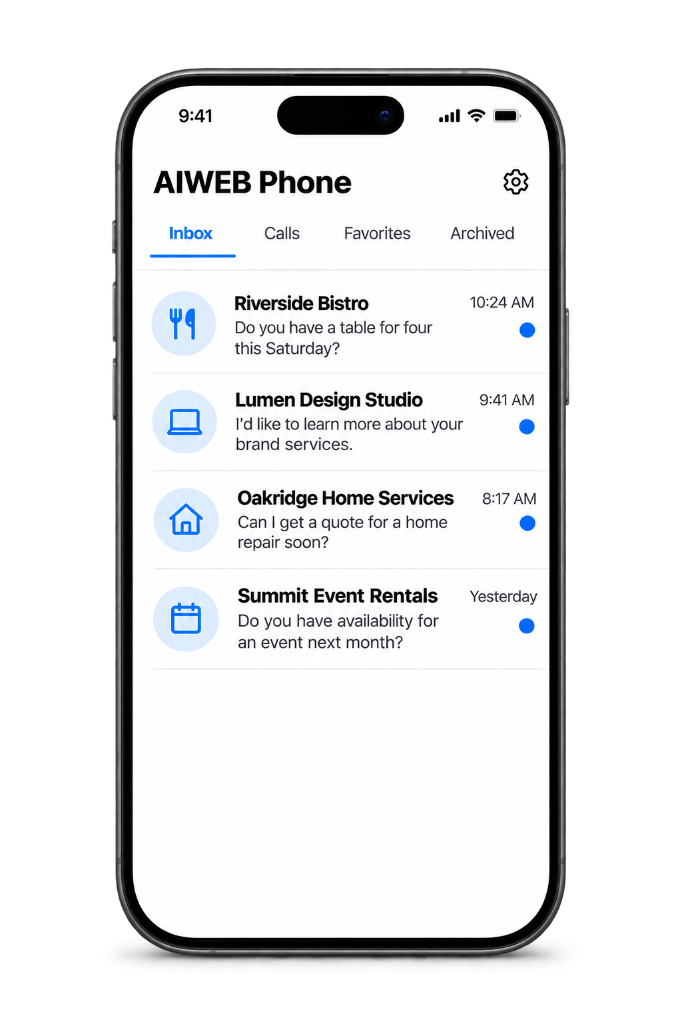 9:41
AIWEB Phone
Inbox Calls Favorites Archived
Riverside Bistro 10:24 AM
Do you have a table for four
this Saturday?
Lumen Design Studio 9:41 AM
I'd like to learn more about your
brand services.
Oakridge Home Services 8:17 AM
Can I get a quote for a home
repair soon?
Summit Event Rentals Yesterday
Do you have availability for
an event next month?